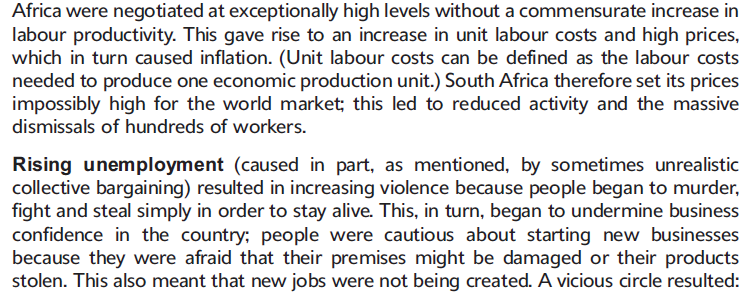 Africa were negotiated at exceptionally high levels without a commensurate increase in
labour productivity. This gave rise to an increase in unit labour costs and high prices,
which in turn caused inflation. (Unit labour costs can be defined as the labour costs
needed to produce one economic production unit.) South Africa therefore set its prices
impossibly high for the world market; this led to reduced activity and the massive
dismissals of hundreds of workers.
Rising unemployment (caused in part, as mentioned, by sometimes unrealistic
collective bargaining) resulted in increasing violence because people began to murder,
fight and steal simply in order to stay alive. This, in turn, began to undermine business
confidence in the country; people were cautious about starting new businesses
because they were afraid that their premises might be damaged or their products
stolen. This also meant that new jobs were not being created. A vicious circle resulted: